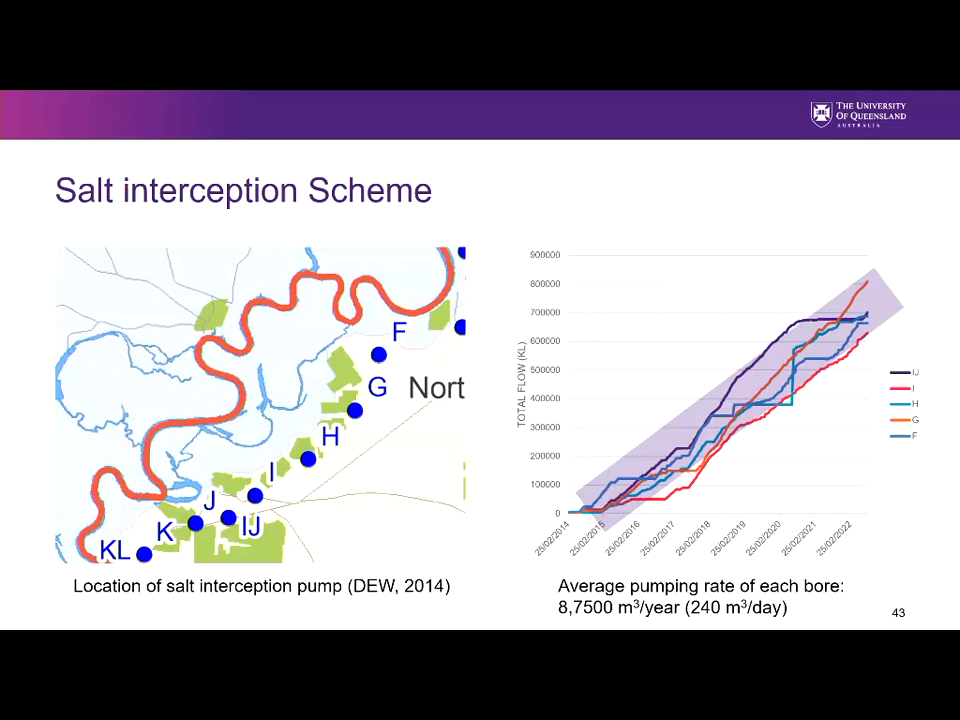 THE UNIVERSITY
OF QUEENSLAND
AUSTRALIA
Salt interception Scheme
F
G
Nort
H
I
J
IJ
K
KL
Location of salt interception pump (DEW, 2014)
TOTAL FLOW (KL)
900000
800000
700000
600000
500000
400000
300000
200000
100000
0
25/02/2014
25/02/2015
25/02/2016
25/02/2017
25/02/2018
25/02/2019
25/02/2020
25/02/2021
25/02/2022
IJ
I
H
G
F
Average pumping rate of each bore:
8,7500 m³/year (240 m³/day)
43